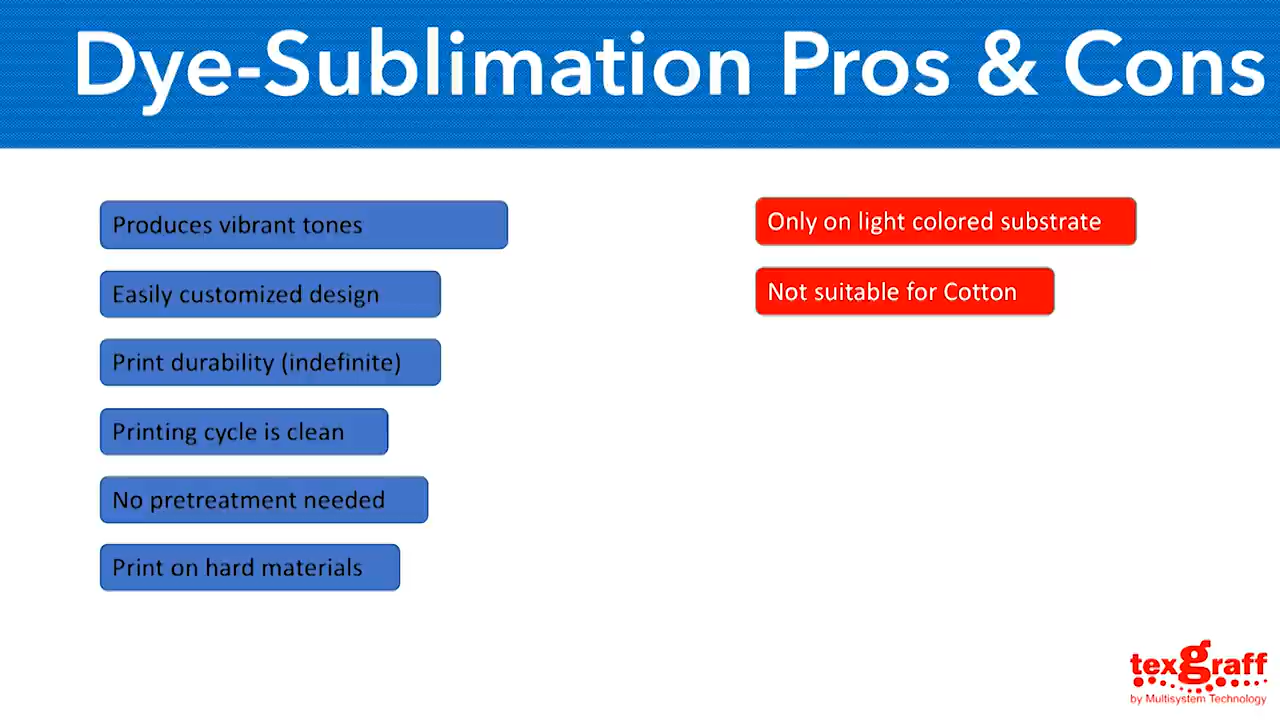 Dye-Sublimation Pros & Cons
Produces vibrant tones
Easily customized design
Print durability (indefinite)
Printing cycle is clean
No pretreatment needed
Print on hard materials
Only on light colored substrate
Not suitable for Cotton
texgraff
by Multisystem Technology